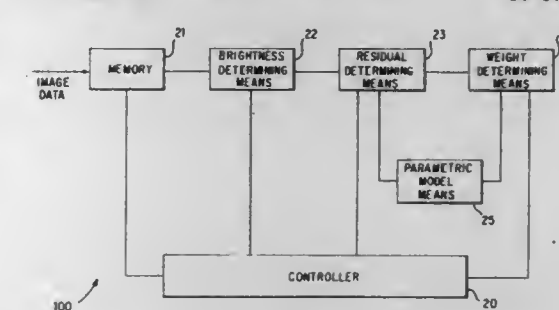 21
22
23
MEMORY
BRIGHTNESS
DETERMINING
MEANS
RESIDUAL
DETERMINING
MEANS
WEIGHT
DETERMINING
MEANS
IMAGE
DATA
PARAMETRIC
MODEL
MEANS
25
CONTROLLER
100
20